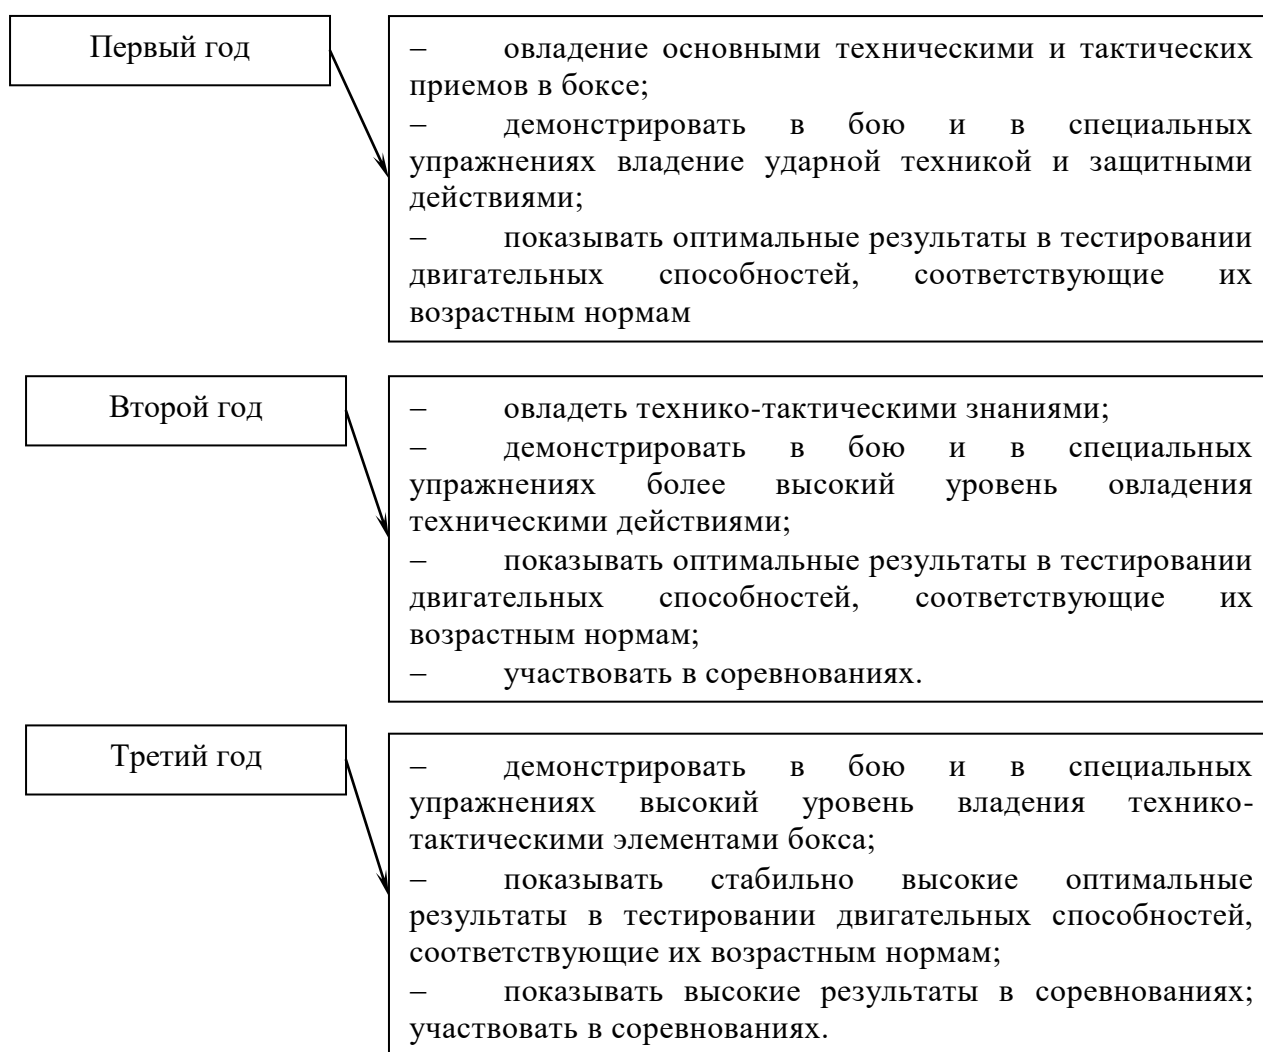 Первый год
– овладение основными техническими и тактических
приемов в боксе;
– демонстрировать в бою и в специальных
упражнениях владение ударной техникой и защитными
действиями;
– показывать оптимальные результаты в тестировании
двигательных способностей, соответствующие их
возрастным нормам
Второй год
– овладеть технико-тактическими знаниями;
– демонстрировать в бою и в специальных
упражнениях более высокий уровень овладения
техническими действиями;
– показывать оптимальные результаты в тестировании
двигательных способностей, соответствующие их
возрастным нормам;
– участвовать в соревнованиях.
Третий год
– демонстрировать в бою и в специальных
упражнениях высокий уровень владения технико-
тактическими элементами бокса;
– показывать стабильно высокие оптимальные
результаты в тестировании двигательных способностей,
соответствующие их возрастным нормам;
– показывать высокие результаты в соревнованиях;
участвовать в соревнованиях.